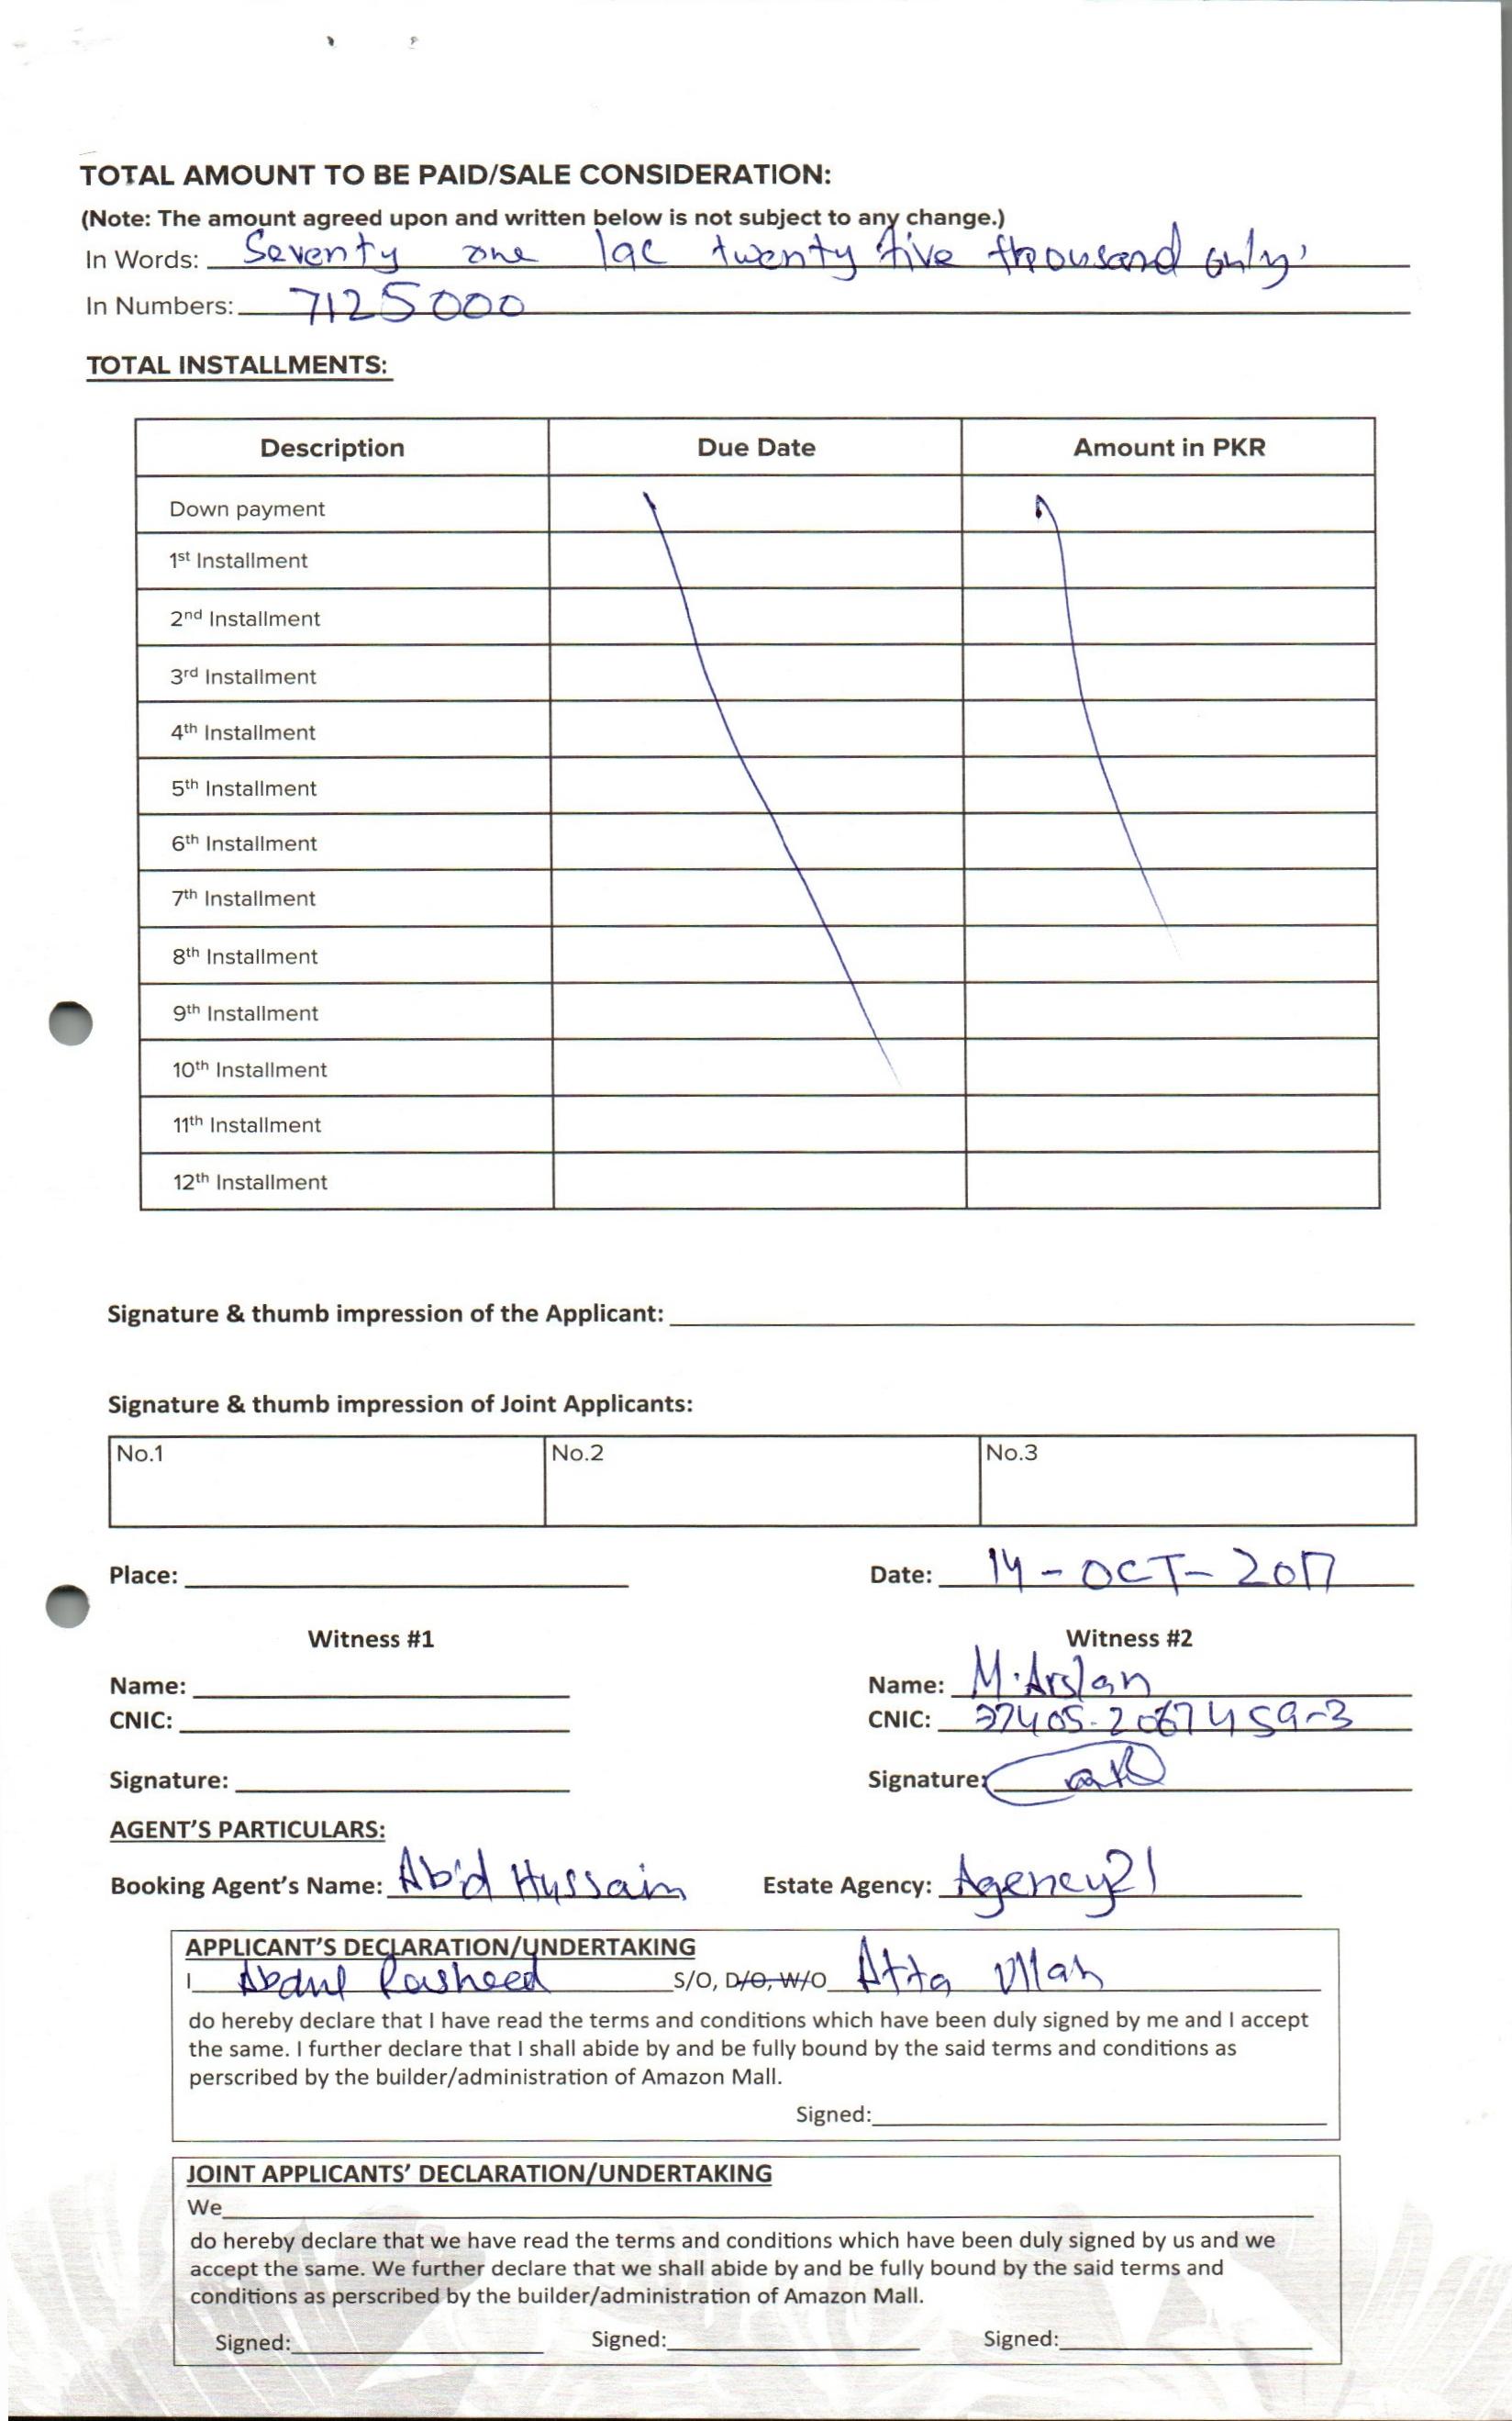 TOTAL AMOUNT TO BE PAID/SALE CONSIDERATION:
(Note: The amount agreed upon and written below is not subject to any change.)
In Words: Seventy one lac twenty five thousand only,
In Numbers: 7125000
TOTAL INSTALLMENTS:
Description Due Date Amount in PKR
Down payment
1st Installment
2nd Installment
3rd Installment
4th Installment
5th Installment
6th Installment
7th Installment
8th Installment
9th Installment
10th Installment
11th Installment
12th Installment
Signature & thumb impression of the Applicant:
Signature & thumb impression of Joint Applicants:
No.1 No.2 No.3
Place: Date: 14-OCT-2017
Witness #1 Witness #2
Name: Name: M.Arslan
CNIC: CNIC:
Signature: Signature:
AGENT'S PARTICULARS:
Booking Agent's Name: Abid Hussain Estate Agency: Agency21
APPLICANT'S DECLARATION/UNDERTAKING
I Abdul Rasheed S/O, D/O, W/O Atta Ullah
do hereby declare that I have read the terms and conditions which have been duly signed by me and I accept
the same. I further declare that I shall abide by and be fully bound by the said terms and conditions as
perscribed by the builder/administration of Amazon Mall.
Signed:
JOINT APPLICANTS' DECLARATION/UNDERTAKING
We
do hereby declare that we have read the terms and conditions which have been duly signed by us and we
accept the same. We further declare that we shall abide by and be fully bound by the said terms and
conditions as perscribed by the builder/administration of Amazon Mall.
Signed: Signed: Signed: